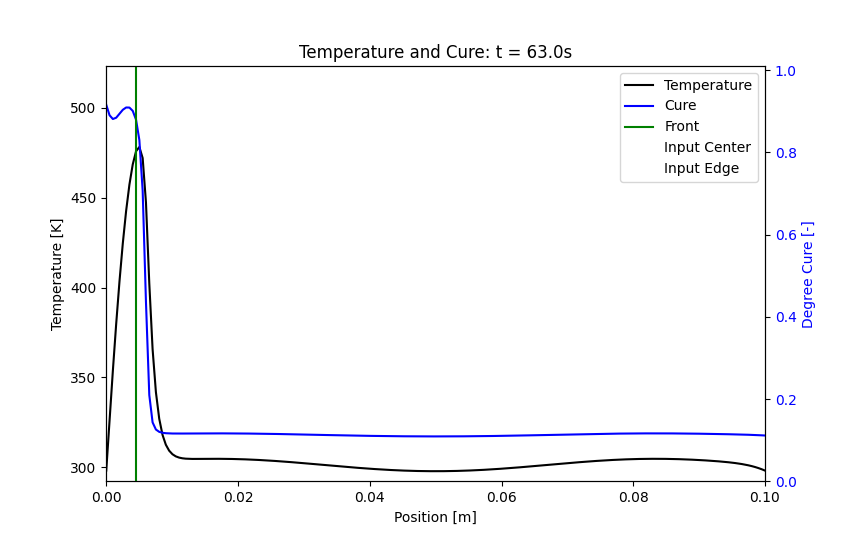 Temperature and Cure: t = 63.0s
Temperature
Cure
Front
Input Center
Input Edge
Temperature [K]
500
450
400
350
300
Degree Cure [-]
1.0
0.8
0.6
0.4
0.2
0.0
0.00 0.02 0.04 0.06 0.08 0.10
Position [m]